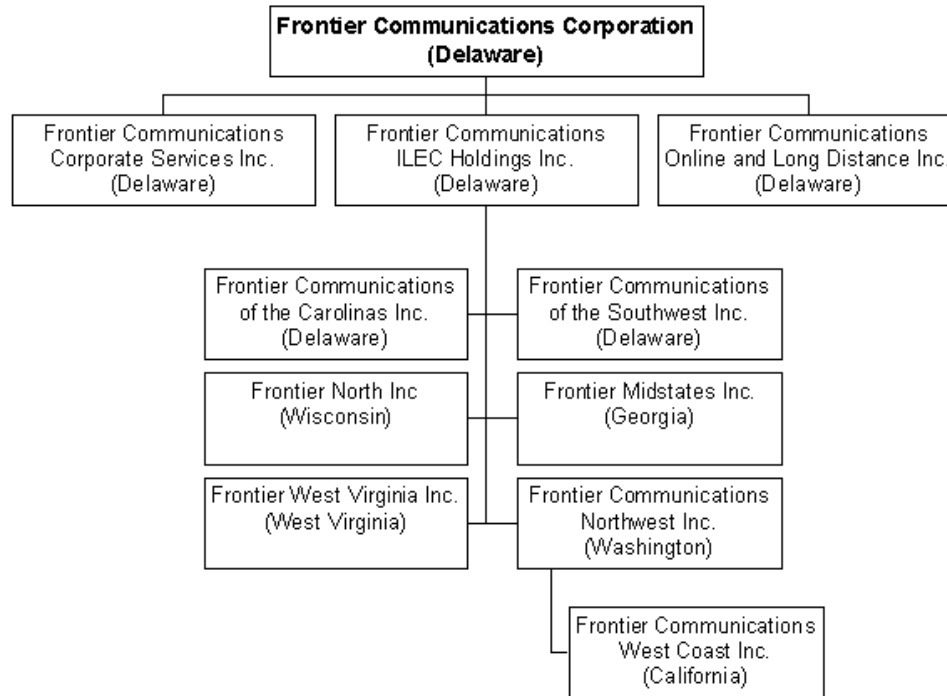 Frontier Communications Corporation
(Delaware)
Frontier Communications
Corporate Services Inc.
(Delaware)
Frontier Communications
ILEC Holdings Inc.
(Delaware)
Frontier Communications
Online and Long Distance Inc.
(Delaware)
Frontier Communications
of the Carolinas Inc.
(Delaware)
Frontier Communications
of the Southwest Inc.
(Delaware)
Frontier North Inc
(Wisconsin)
Frontier Midstates Inc.
(Georgia)
Frontier West Virginia Inc.
(West Virginia)
Frontier Communications
Northwest Inc.
(Washington)
Frontier Communications
West Coast Inc.
(California)